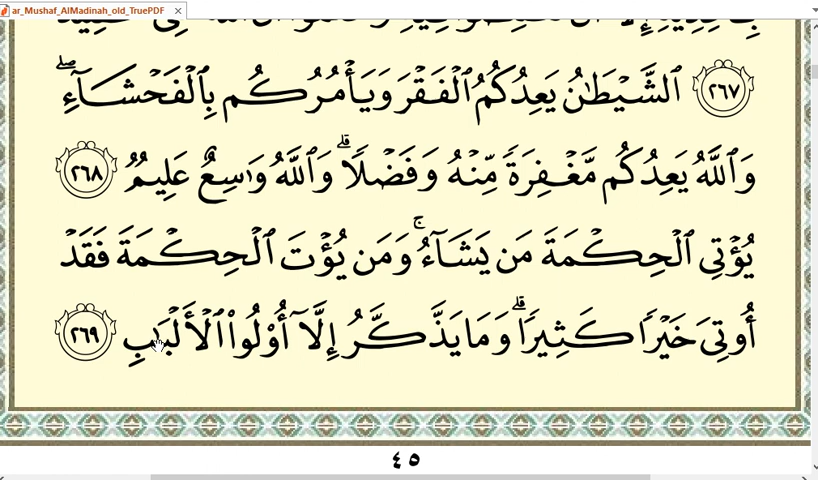 ar_Mushaf_AlMadinah_old_TruePDF
٢٦٧ ٱلشَّيْطَٰنُ يَعِدُكُمُ ٱلْفَقْرَ وَيَأْمُرُكُم بِٱلْفَحْشَآءِ ۖ
وَٱللَّهُ يَعِدُكُم مَّغْفِرَةً مِّنْهُ وَفَضْلًا ۗ وَٱللَّهُ وَٰسِعٌ عَلِيمٌ ٢٦٨
يُؤْتِى ٱلْحِكْمَةَ مَن يَشَآءُ ۚ وَمَن يُؤْتَ ٱلْحِكْمَةَ فَقَدْ
أُوتِىَ خَيْرًا كَثِيرًا ۗ وَمَا يَذَّكَّرُ إِلَّآ أُو۟لُوا۟ ٱلْأَلْبَٰبِ ٢٦٩
٤٥